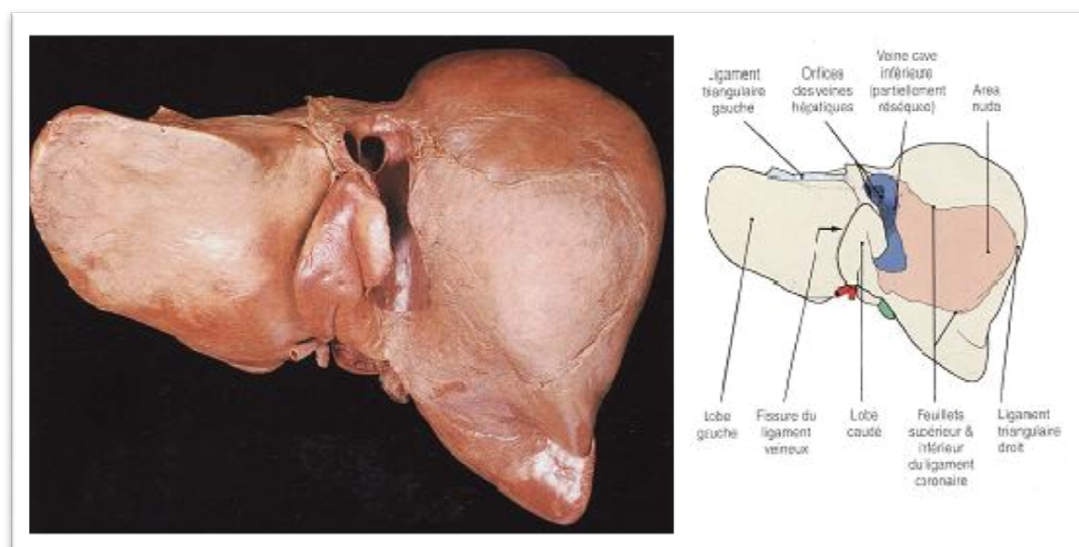 Ligament
triangulaire
gauche
Orifices
des veines
hépatiques
Veine cave
inférieure
(partiellement
réséquée)
Area
nuda
Lobe
gauche
Fissure du
ligament
veineux
Lobe
caudé
Feuillets
supérieur &
inférieur
du ligament
coronaire
Ligament
triangulaire
droit